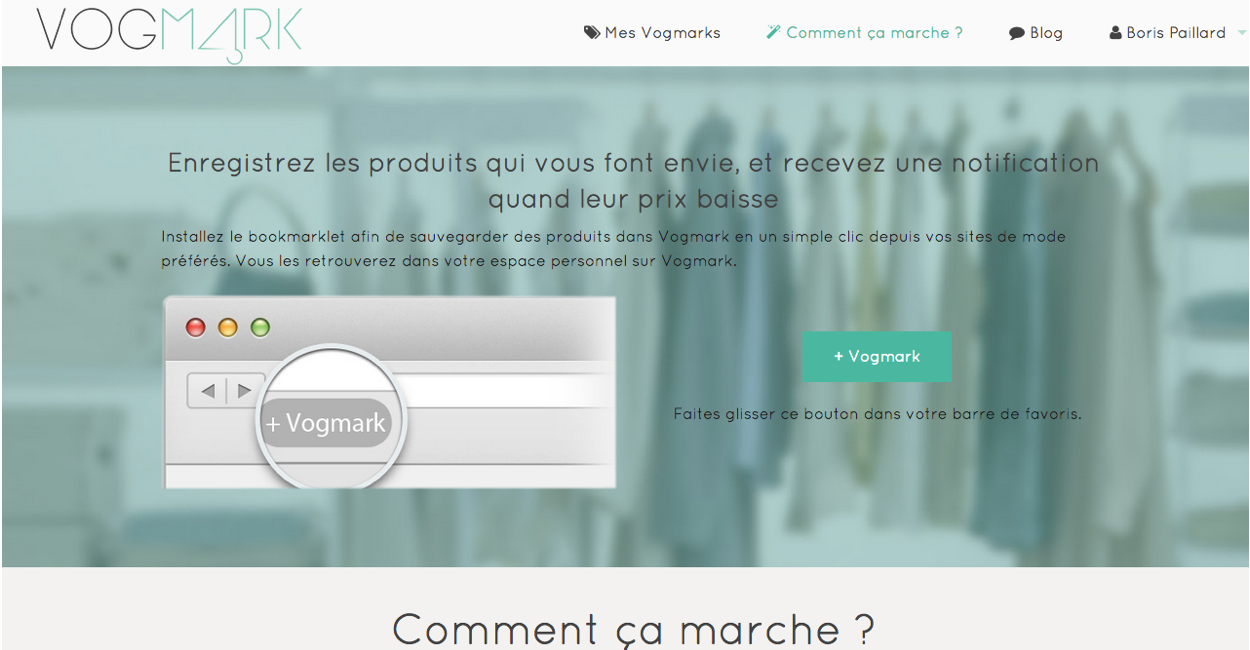 VOGMARK
Mes Vogmarks Comment ça marche ? Blog Boris Paillard
Enregistrez les produits qui vous font envie, et recevez une notification
quand leur prix baisse
Installez le bookmarklet afin de sauvegarder des produits dans Vogmark en un simple clic depuis vos sites de mode
préférés. Vous les retrouverez dans votre espace personnel sur Vogmark.
+ Vogmark
+ Vogmark
Faites glisser ce bouton dans votre barre de favoris.
Comment ça marche ?